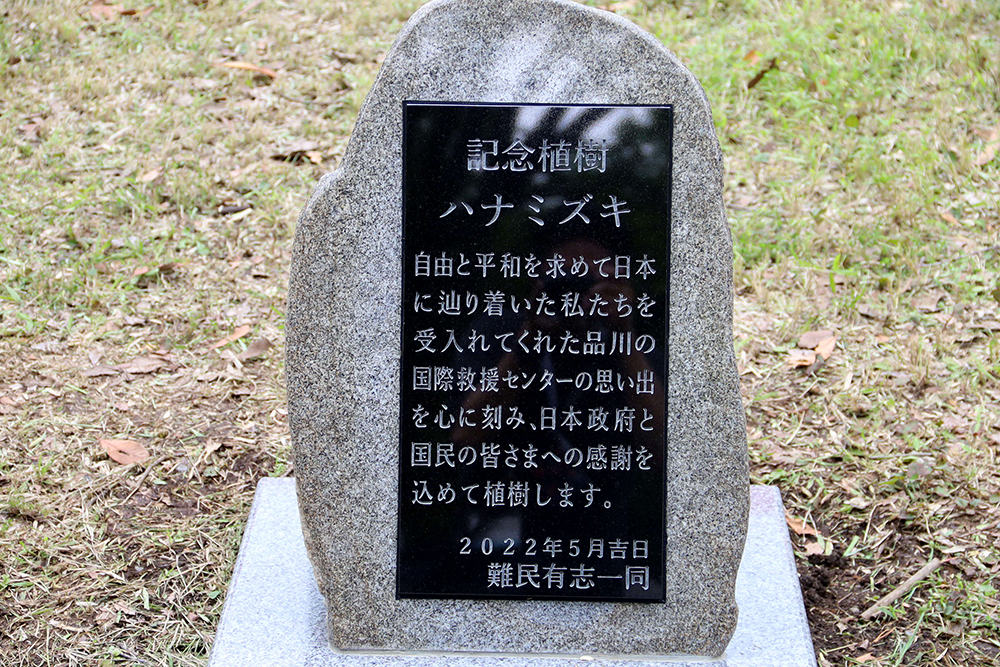 記念植樹
ハナミズキ
自由と平和を求めて日本
に辿り着いた私たちを
受入れてくれた品川の
国際救援センターの思い出
を心に刻み、日本政府と
国民の皆さまへの感謝を
込めて植樹します。
2022年5月吉日
難民有志一同